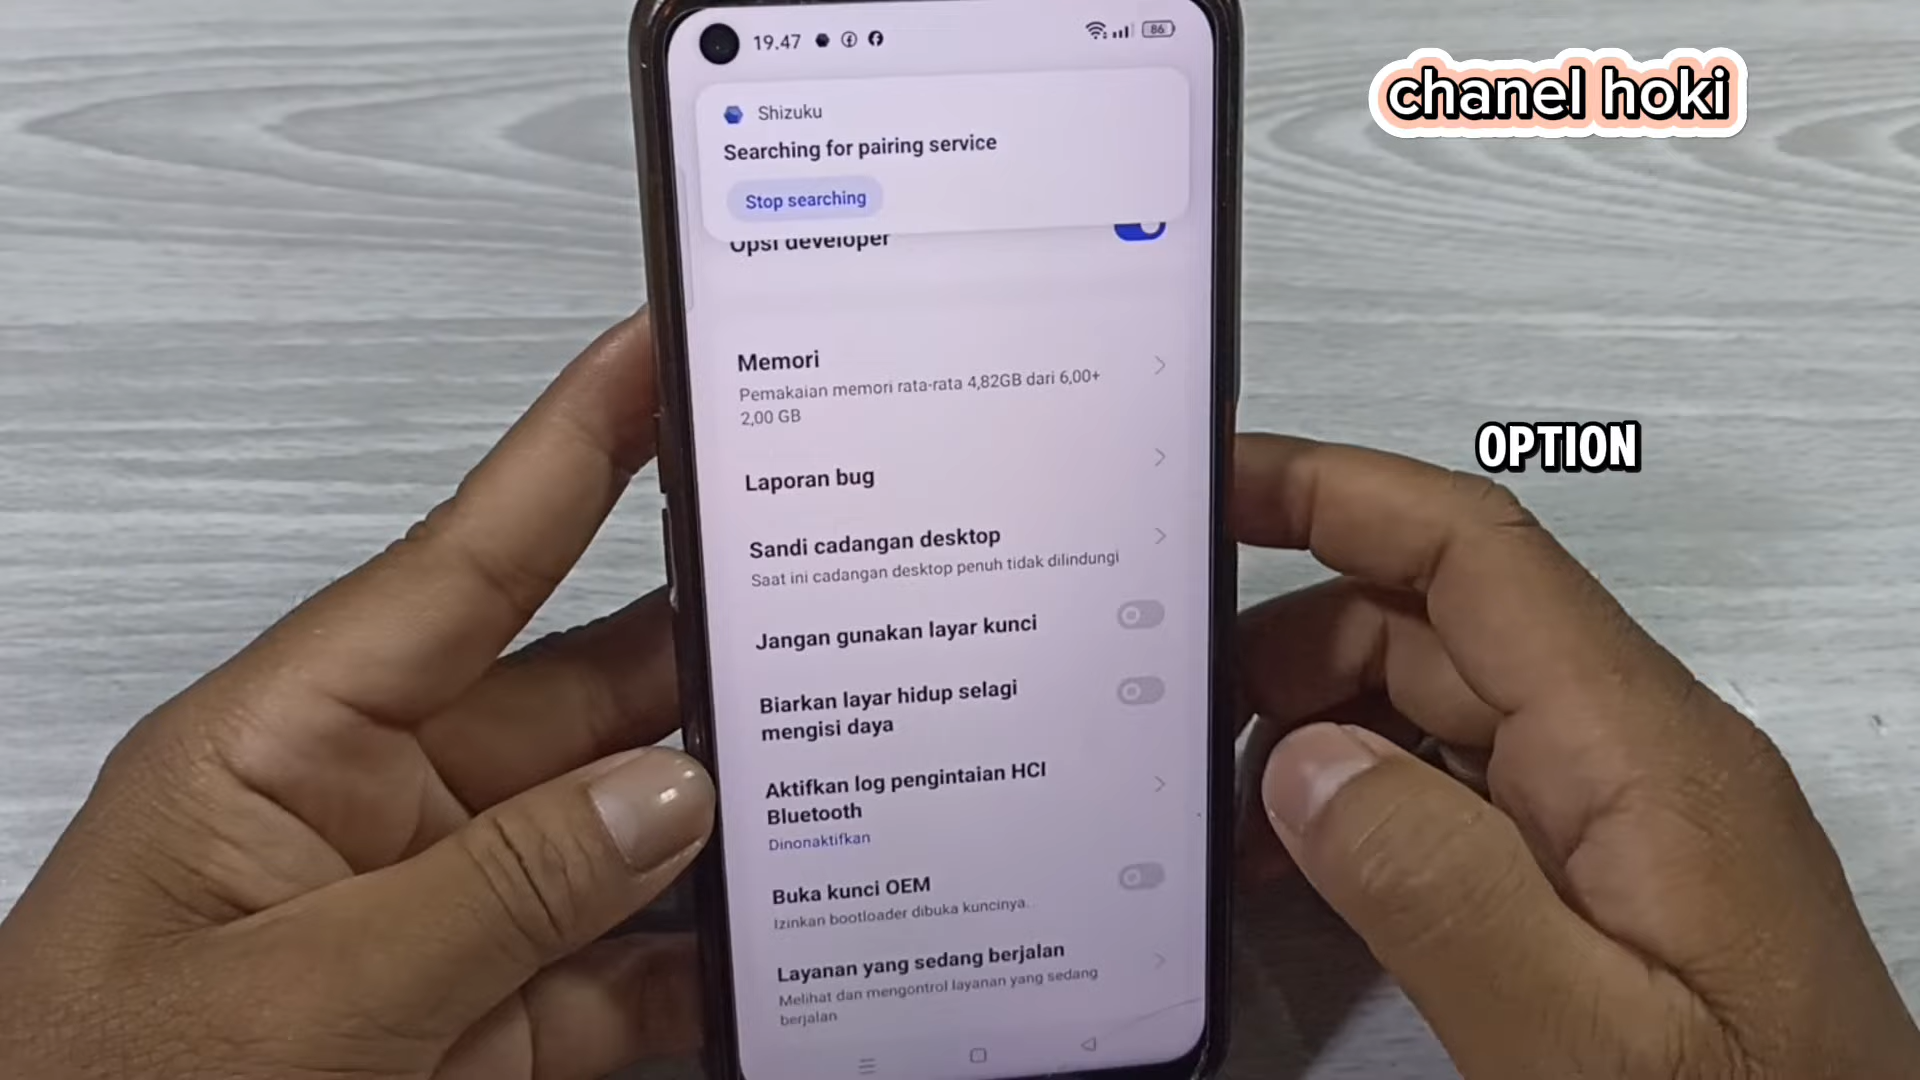 19.47
86
chanel hoki
Shizuku
Searching for pairing service
Stop searching
Opsi developer
Memori
Pemakaian memori rata-rata 4,82GB dari 6,00+
2,00 GB
OPTION
Laporan bug
Sandi cadangan desktop
Saat ini cadangan desktop penuh tidak dilindungi
Jangan gunakan layar kunci
Biarkan layar hidup selagi
mengisi daya
Aktifkan log pengintaian HCI
Bluetooth
Dinonaktifkan
Buka kunci OEM
Izinkan bootloader dibuka kuncinya..
Layanan yang sedang berjalan
Melihat dan mengontrol layanan yang sedang
berjalan